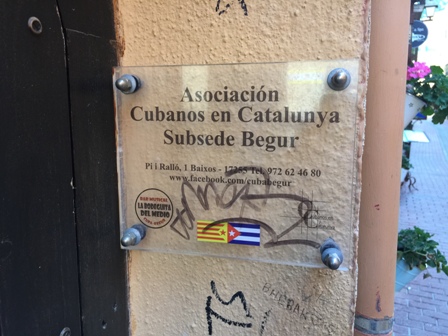 Asociación
Cubanos en Catalunya
Subsede Begur
Pi i Ralló, 1 Baixos - 17255 Tel. 972 62 46 80
www.facebook.com/cubabegur
LA BODEGUITA
DEL MEDIO